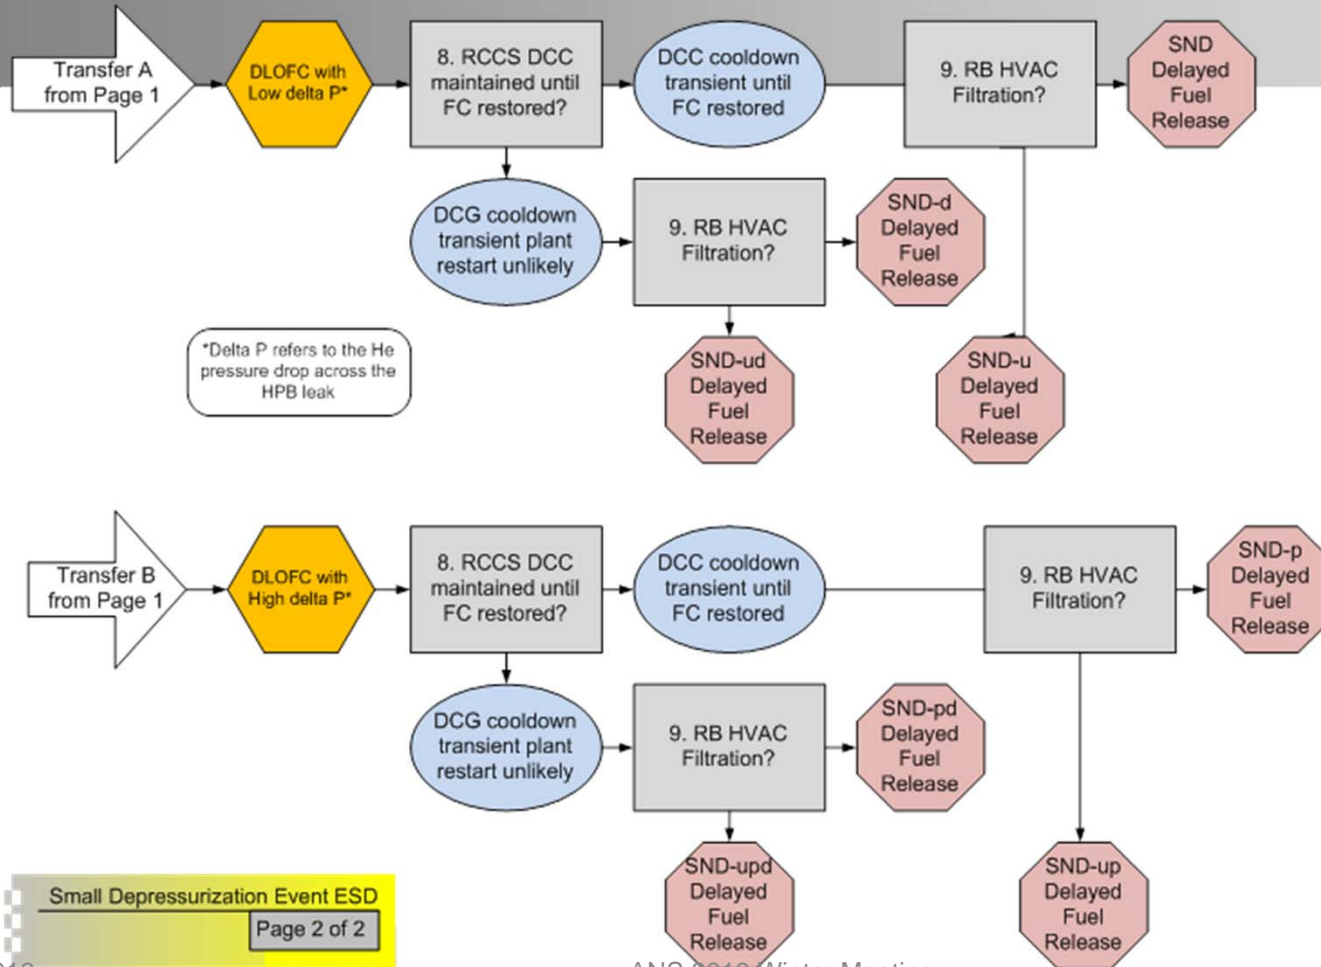 Transfer A
from Page 1
DLOFC with
Low delta P*
8. RCCS DCC
maintained until
FC restored?
DCC cooldown
transient until
FC restored
9. RB HVAC
Filtration?
SND
Delayed
Fuel
Release
DCG cooldown
transient plant
restart unlikely
9. RB HVAC
Filtration?
SND-d
Delayed
Fuel
Release
*Delta P refers to the He
pressure drop across the
HPB leak
SND-ud
Delayed
Fuel
Release
SND-u
Delayed
Fuel
Release
Transfer B
from Page 1
DLOFC with
High delta P*
8. RCCS DCC
maintained until
FC restored?
DCC cooldown
transient until
FC restored
9. RB HVAC
Filtration?
SND-p
Delayed
Fuel
Release
DCG cooldown
transient plant
restart unlikely
9. RB HVAC
Filtration?
SND-pd
Delayed
Fuel
Release
SND-upd
Delayed
Fuel
Release
SND-up
Delayed
Fuel
Release
Small Depressurization Event ESD
Page 2 of 2